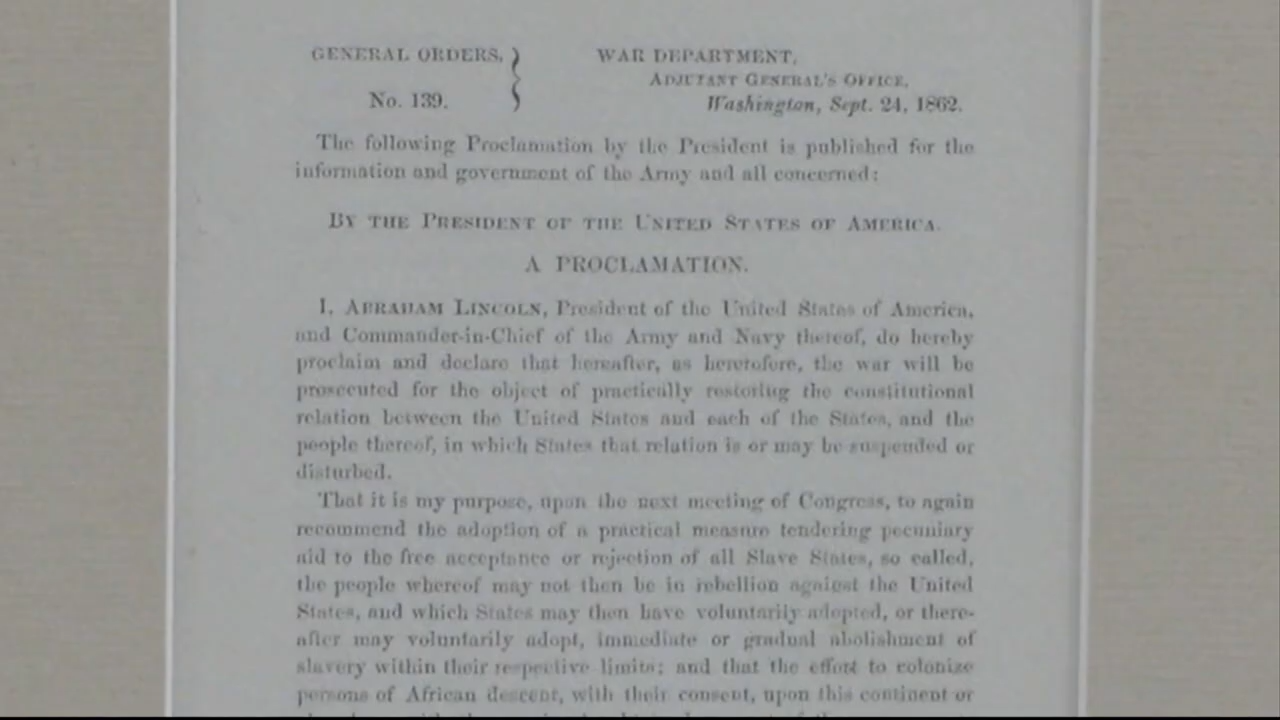 GENERAL ORDERS, WAR DEPARTMENT,
ADJUTANT GENERAL'S OFFICE,
No. 139. Washington, Sept. 24, 1862.
The following Proclamation by the President is published for the
information and government of the Army and all concerned:
BY THE PRESIDENT OF THE UNITED STATES OF AMERICA.
A PROCLAMATION.
I, ABRAHAM LINCOLN, President of the United States of America,
and Commander-in-Chief of the Army and Navy thereof, do hereby
proclaim and declare that hereafter, as heretofore, the war will be
prosecuted for the object of practically restoring the constitutional
relation between the United States and each of the States, and the
people thereof, in which States that relation is or may be suspended or
disturbed.
That it is my purpose, upon the next meeting of Congress, to again
recommend the adoption of a practical measure tendering pecuniary
aid to the free acceptance or rejection of all Slave States, so called,
the people whereof may not then be in rebellion against the United
States, and which States may then have voluntarily adopted, or there-
after may voluntarily adopt, immediate or gradual abolishment of
slavery within their respective limits; and that the effort to colonize
persons of African descent, with their consent, upon this continent or